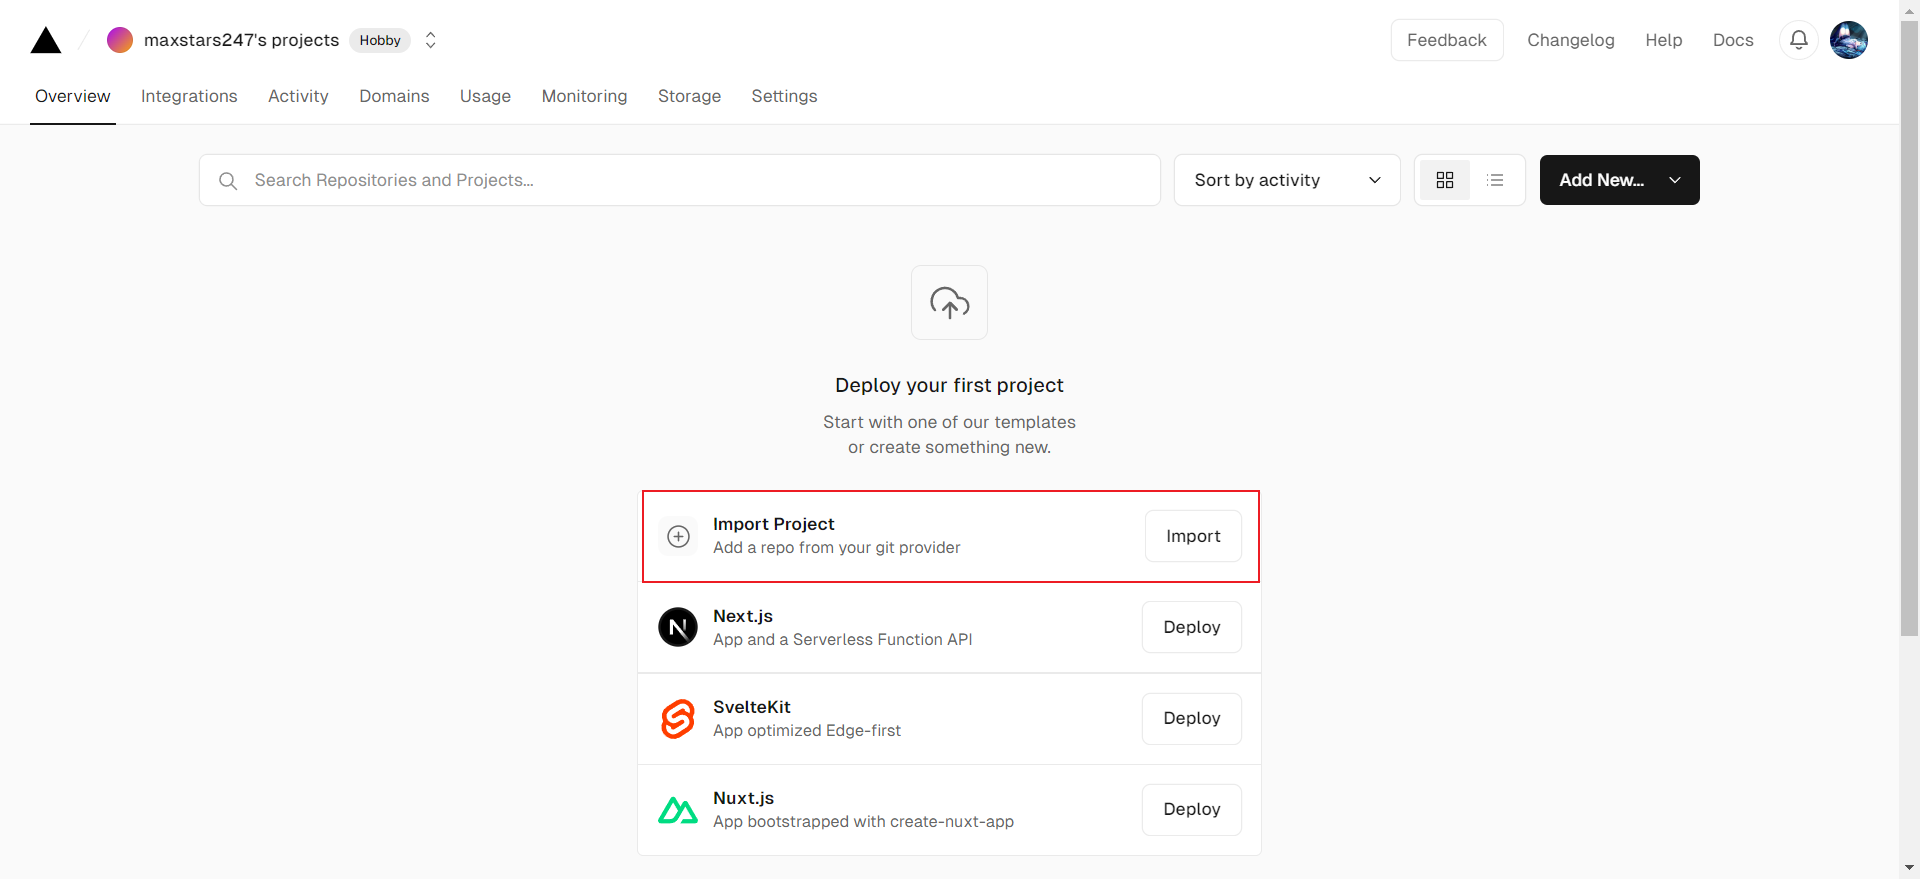 maxstars247's projects Hobby
Feedback Changelog Help Docs
Overview Integrations Activity Domains Usage Monitoring Storage Settings
Search Repositories and Projects... Sort by activity Add New...
Deploy your first project
Start with one of our templates
or create something new.
Import Project
Add a repo from your git provider
Import
Next.js
App and a Serverless Function API
Deploy
SvelteKit
App optimized Edge-first
Deploy
Nuxt.js
App bootstrapped with create-nuxt-app
Deploy